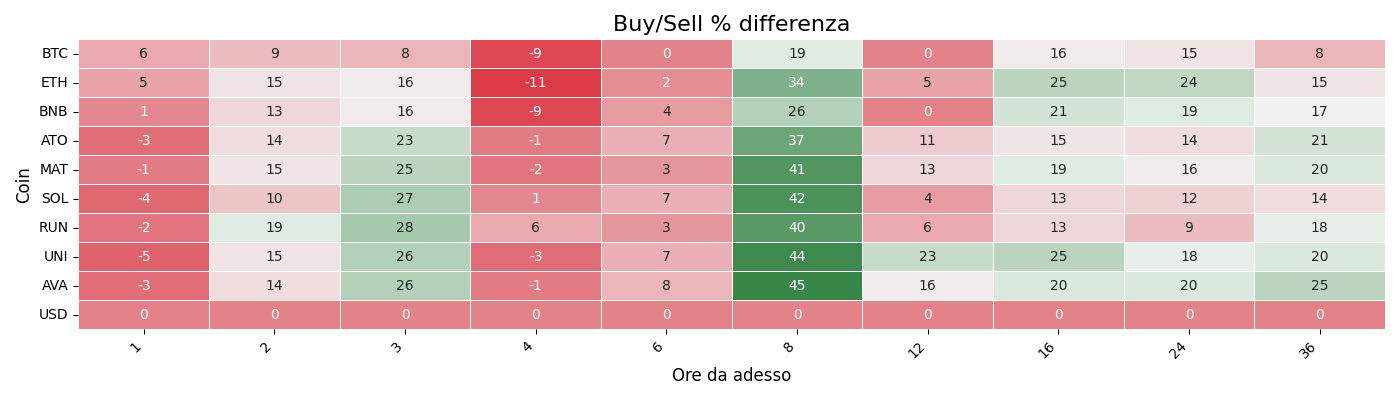 Buy/Sell % differenza
BTC 6 9 8 -9 0 19 0 16 15 8
ETH 5 15 16 -11 2 34 5 25 24 15
BNB 1 13 16 -9 4 26 0 21 19 17
ATO -3 14 23 -1 7 37 11 15 14 21
MAT -1 15 25 -2 3 41 13 19 16 20
SOL -4 10 27 1 7 42 4 13 12 14
RUN -2 19 28 6 3 40 6 13 9 18
UNI -5 15 26 -3 7 44 23 25 18 20
AVA -3 14 26 -1 8 45 16 20 20 25
USD 0 0 0 0 0 0 0 0 0 0
Coin
1 2 3 4 6 8 12 16 24 36
Ore da adesso